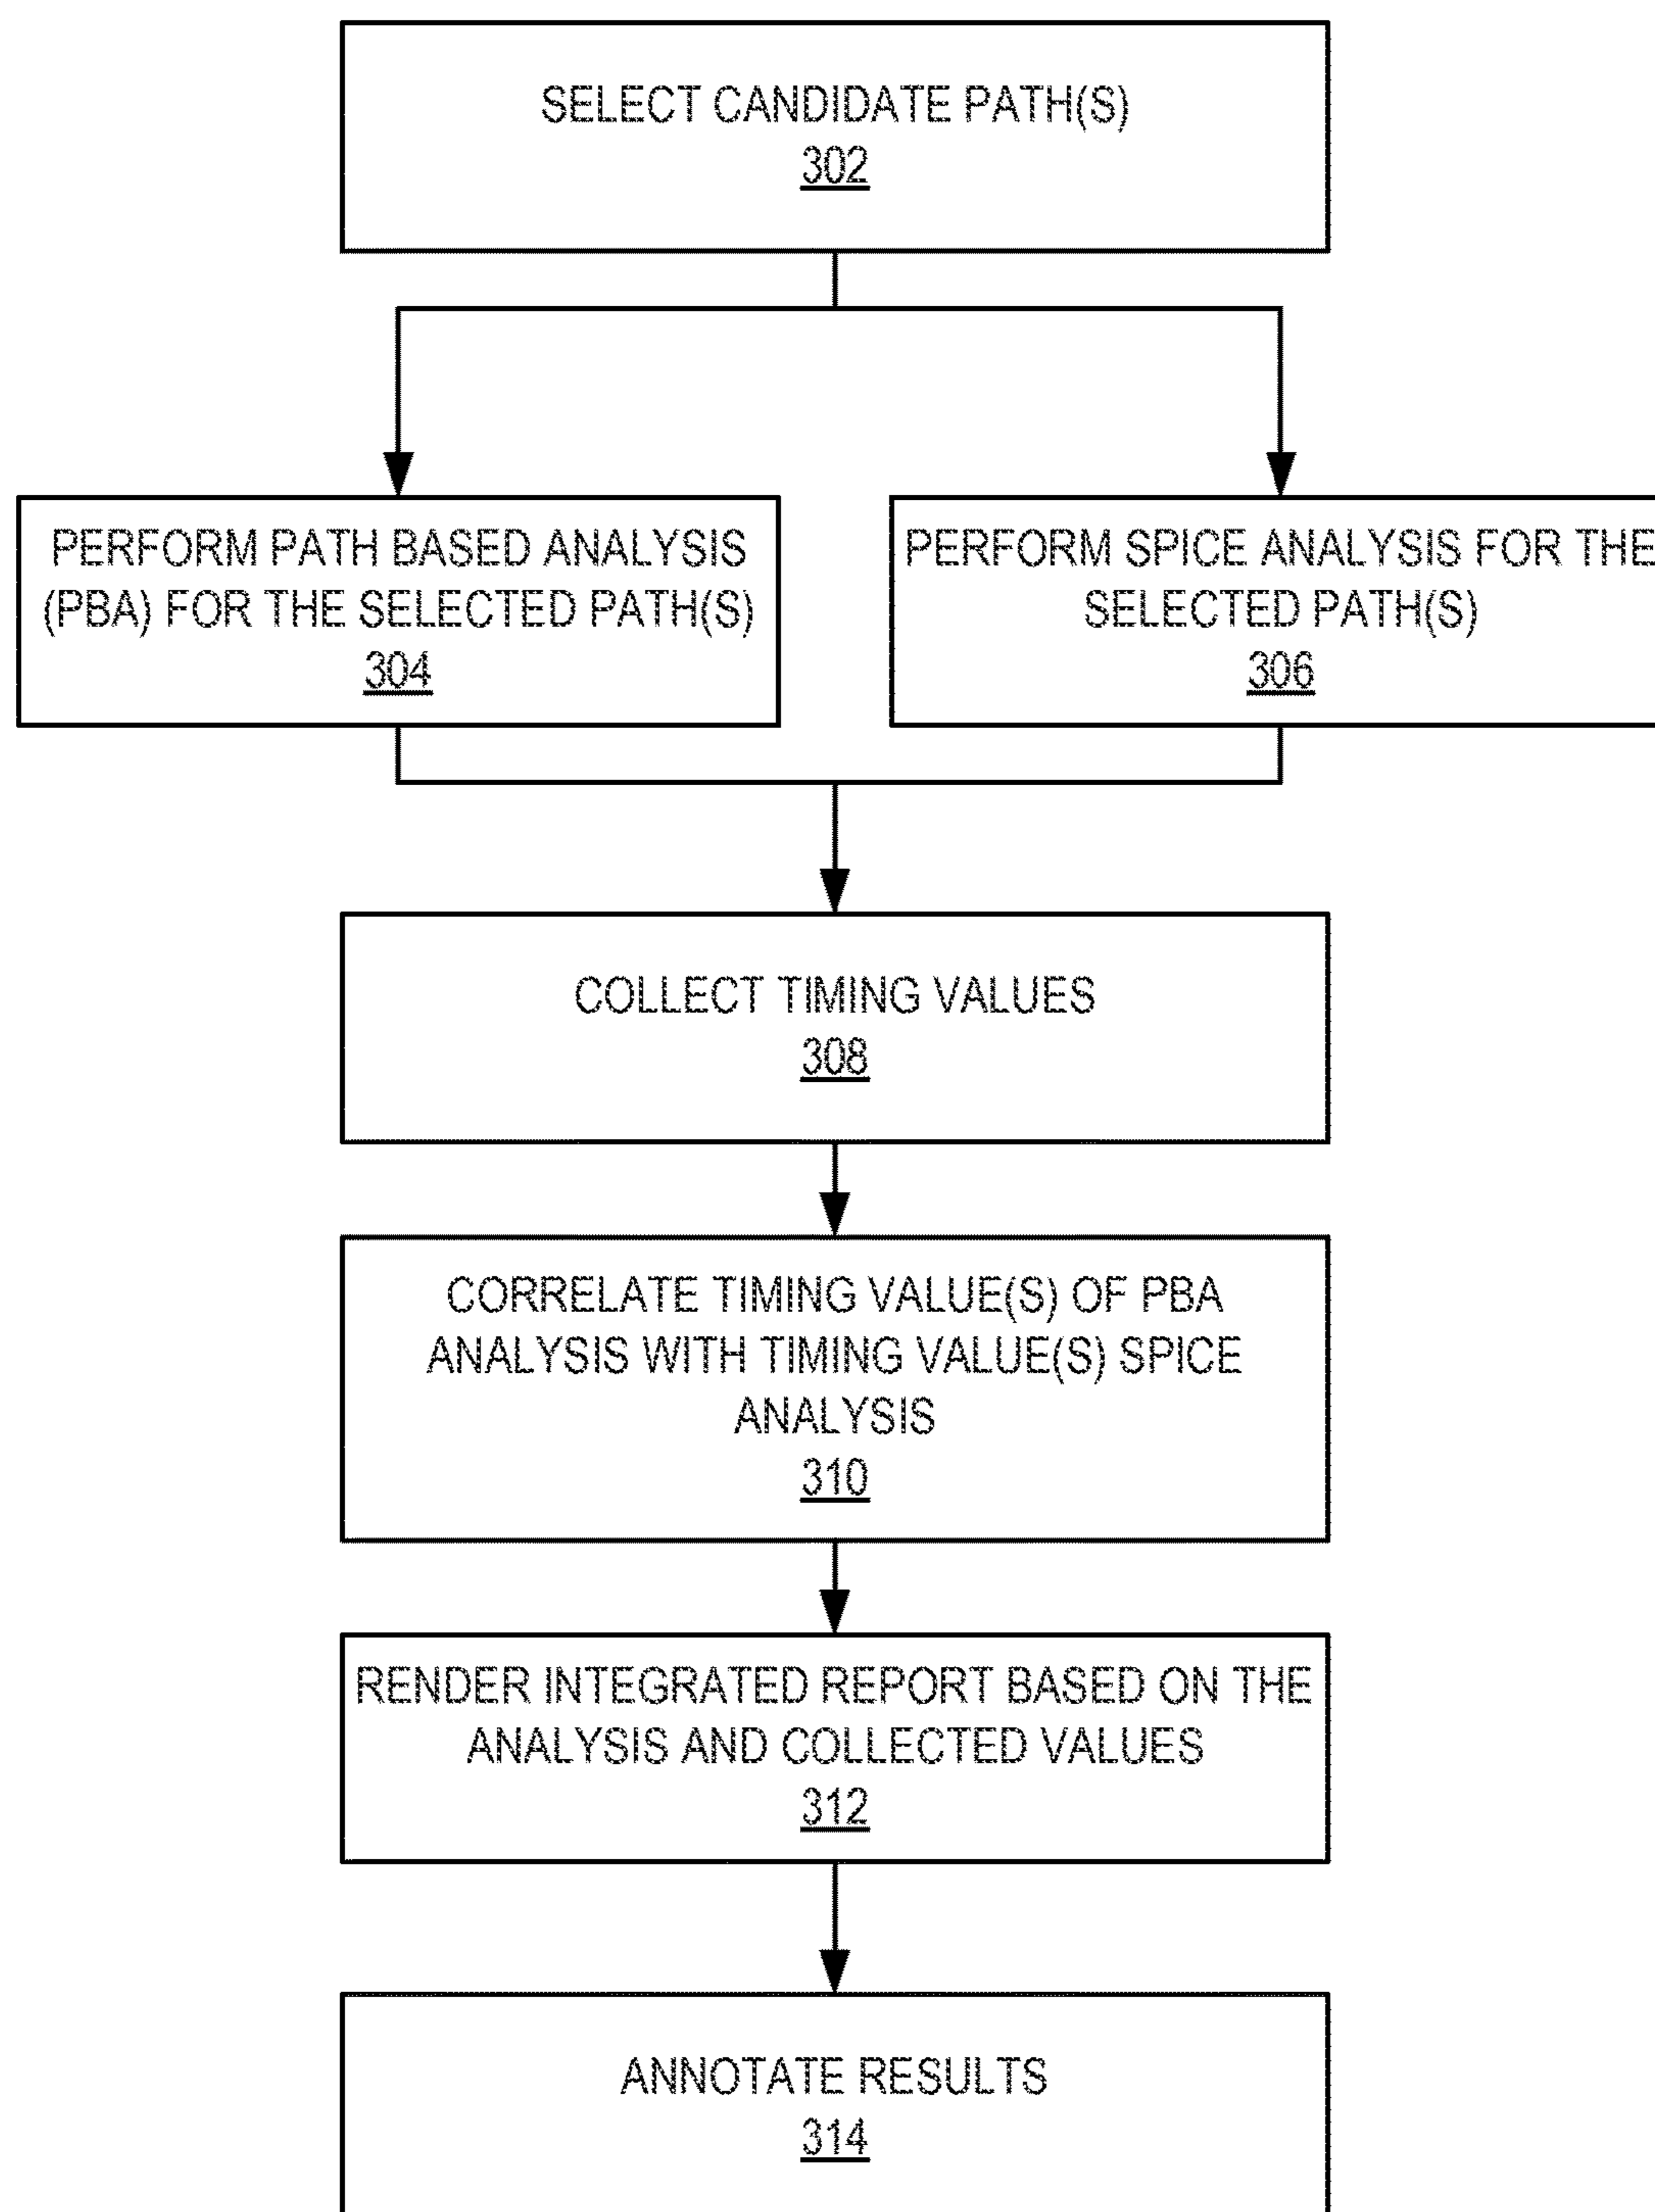 SELECT CANDIDATE PATH(S)
302
PERFORM PATH BASED ANALYSIS
(PBA) FOR THE SELECTED PATH(S)
304
PERFORM SPICE ANALYSIS FOR THE
SELECTED PATH(S)
306
COLLECT TIMING VALUES
308
CORRELATE TIMING VALUE(S) OF PBA
ANALYSIS WITH TIMING VALUE(S) SPICE
ANALYSIS
310
RENDER INTEGRATED REPORT BASED ON THE
ANALYSIS AND COLLECTED VALUES
312
ANNOTATE RESULTS
314